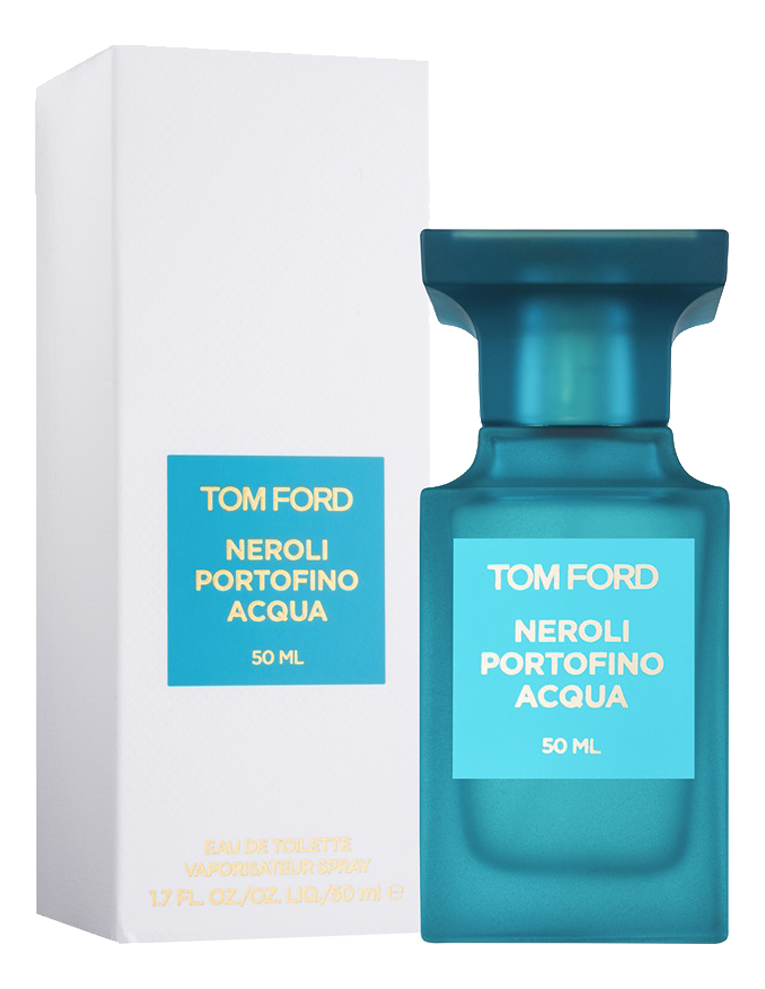 TOM FORD
NEROLI
PORTOFINO
ACQUA
50 ML
EAU DE TOILETTE
VAPORISATEUR SPRAY
1.7 FL. OZ./OZ. LIQ./50 ml e
TOM FORD
NEROLI
PORTOFINO
ACQUA
50 ML